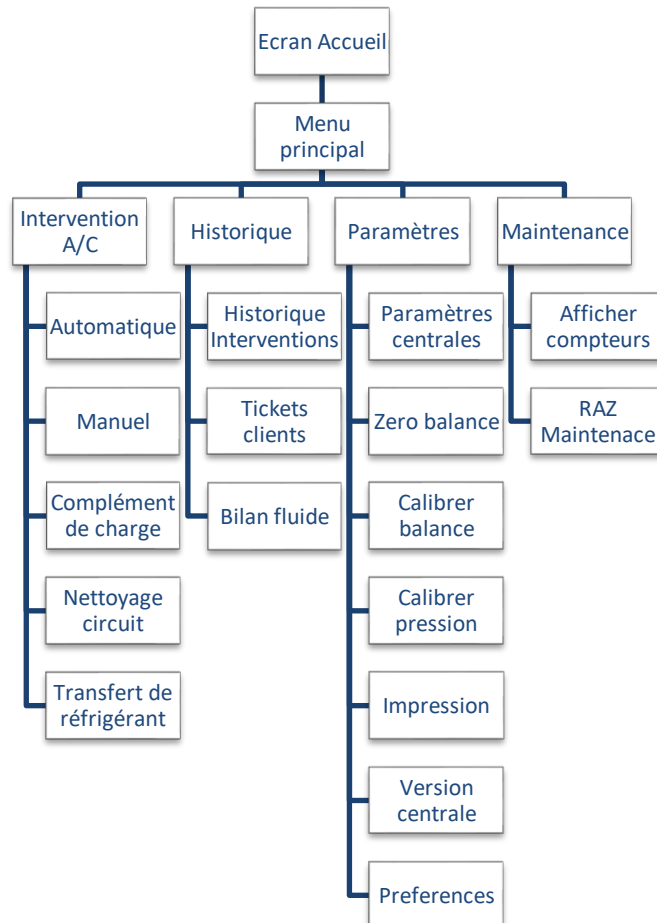 Ecran Accueil
Menu
principal
Intervention
A/C
Historique
Paramètres
Maintenance
Automatique
Manuel
Complément
de charge
Nettoyage
circuit
Transfert de
réfrigérant
Historique
Interventions
Tickets
clients
Bilan fluide
Paramètres
centrales
Zero balance
Calibrer
balance
Calibrer
pression
Impression
Version
centrale
Preferences
Afficher
compteurs
RAZ
Maintenace